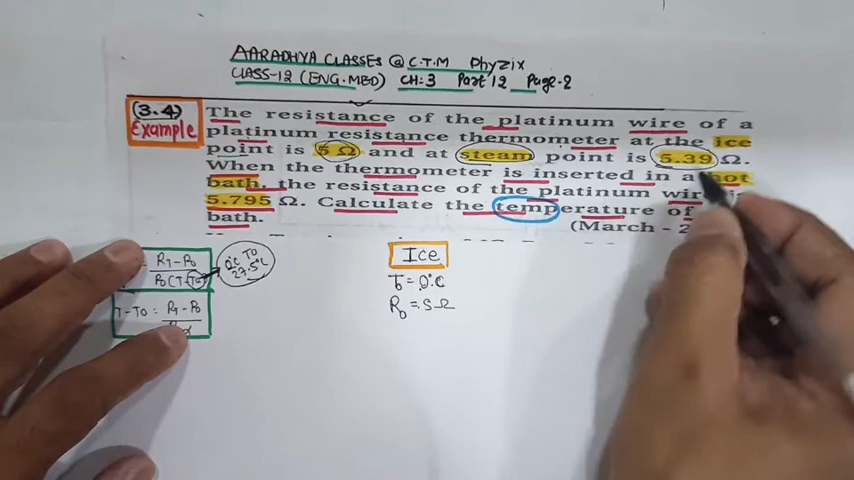 AARADHYA CLASSES @ C.T.M Phyzix
CLASS-12 (ENG.MED) CH:3 Part 12 Page-2
(3.4)
Example
The resistance of the platinum wire of a
platinum resistance thermometer at the ice
point is 5 Ω and at steam point is 5.39 Ω.
When the thermometer is inserted in a hot
bath, the resistance of the platinum wire is
5.795 Ω. Calculate the temperature of
bath. (March - 2
= RT-R0
R0(T-T0)
0°C To
27.5°C
T-T0 = RT-R0
Ice
T0 = 0°C
R0 = 5Ω